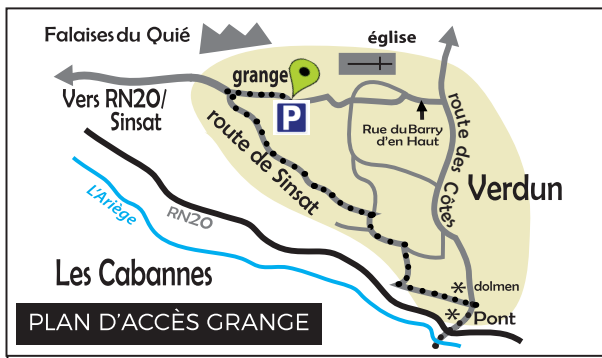 Falaises du Quié
église
grange
Vers RN20/
Sinsat
P
Rue du Barry
d'en Haut
route des Côtes
route de Sinsat
Verdun
L'Ariège
RN20
Les Cabannes
dolmen
Pont
PLAN D'ACCÈS GRANGE